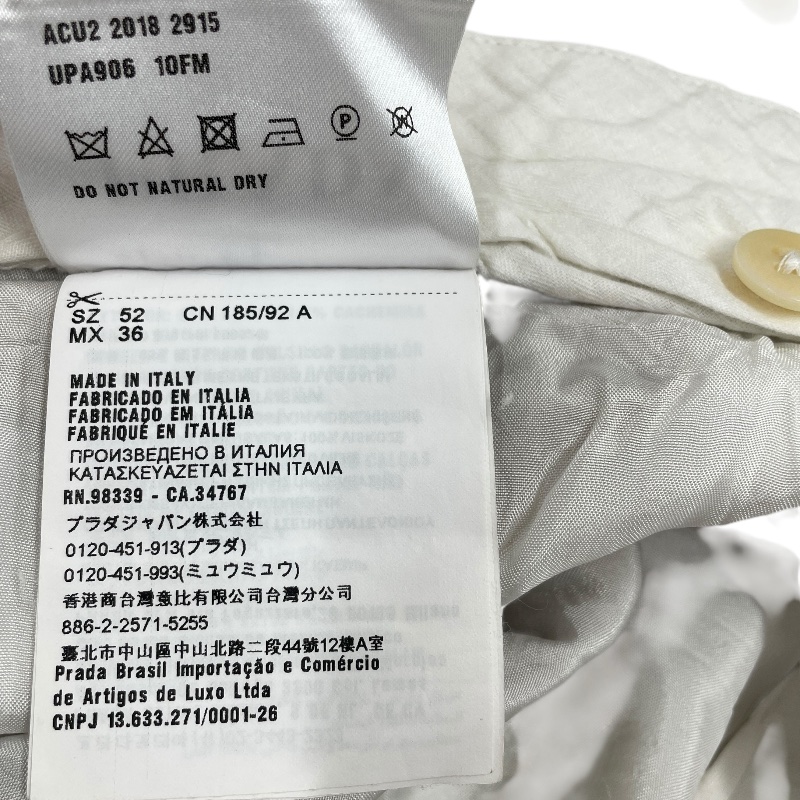 ACU2 2018 2915
UPA906 10FM
P
W
DO NOT NATURAL DRY
SZ 52 CN 185/92 A
MX 36
MADE IN ITALY
FABRICADO EN ITALIA
FABRICADO EM ITÁLIA
FABRIQUÉ EN ITALIE
ПРОИЗВЕДЕНО В ИТАЛИЯ
ΚΑΤΑΣΚΕΥΑΖΕΤΑΙ ΣΤΗΝ ΙΤΑΛΙΑ
RN.98339 - CA.34767
プラダジャパン株式会社
0120-451-913(プラダ)
0120-451-993(ミュウミュウ)
香港商台灣意比有限公司台灣分公司
886-2-2571-5255
臺北市中山區中山北路二段44號12樓A室
Prada Brasil Importação e Comércio
de Artigos de Luxo Ltda
CNPJ 13.633.271/0001-26